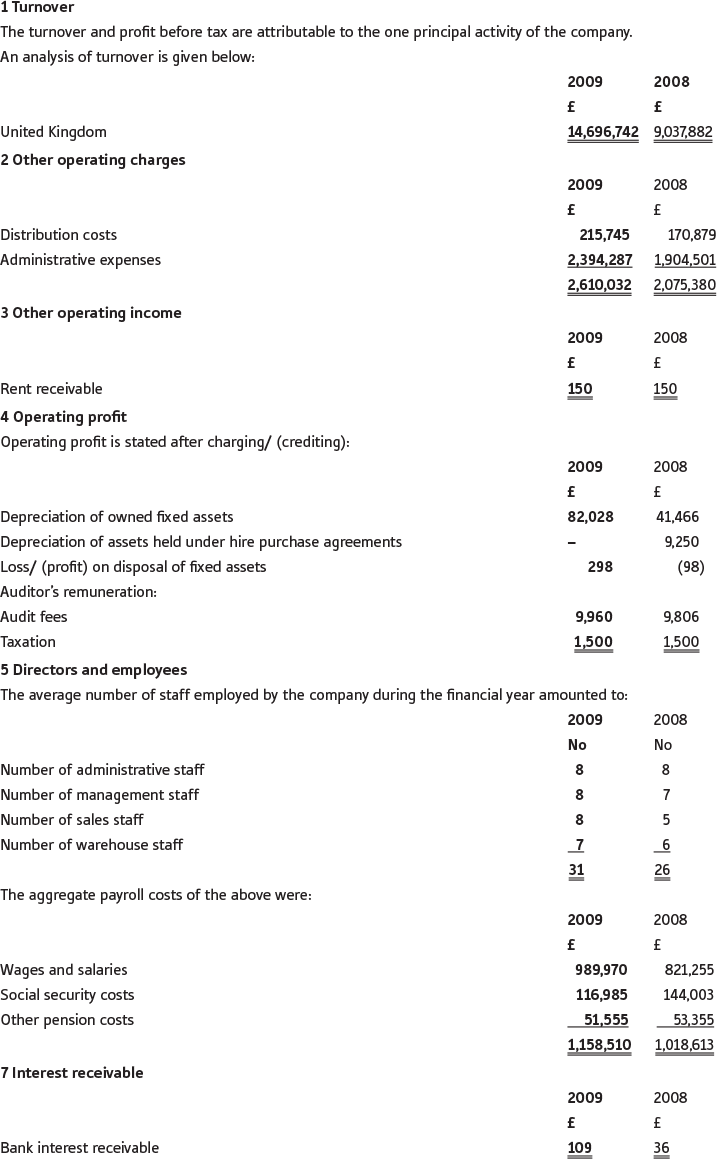 1 Turnover
The turnover and profit before tax are attributable to the one principal activity of the company.
An analysis of turnover is given below:
2009 2008
£ £
United Kingdom 14,696,742 9,037,882
2 Other operating charges
2009 2008
£ £
Distribution costs 215,745 170,879
Administrative expenses 2,394,287 1,904,501
2,610,032 2,075,380
3 Other operating income
2009 2008
£ £
Rent receivable 150 150
4 Operating profit
Operating profit is stated after charging/ (crediting):
2009 2008
£ £
Depreciation of owned fixed assets 82,028 41,466
Depreciation of assets held under hire purchase agreements – 9,250
Loss/ (profit) on disposal of fixed assets 298 (98)
Auditor's remuneration:
Audit fees 9,960 9,806
Taxation 1,500 1,500
5 Directors and employees
The average number of staff employed by the company during the financial year amounted to:
2009 2008
No No
Number of administrative staff 8 8
Number of management staff 8 7
Number of sales staff 8 5
Number of warehouse staff 7 6
31 26
The aggregate payroll costs of the above were:
2009 2008
£ £
Wages and salaries 989,970 821,255
Social security costs 116,985 144,003
Other pension costs 51,555 53,355
1,158,510 1,018,613
7 Interest receivable
2009 2008
£ £
Bank interest receivable 109 36